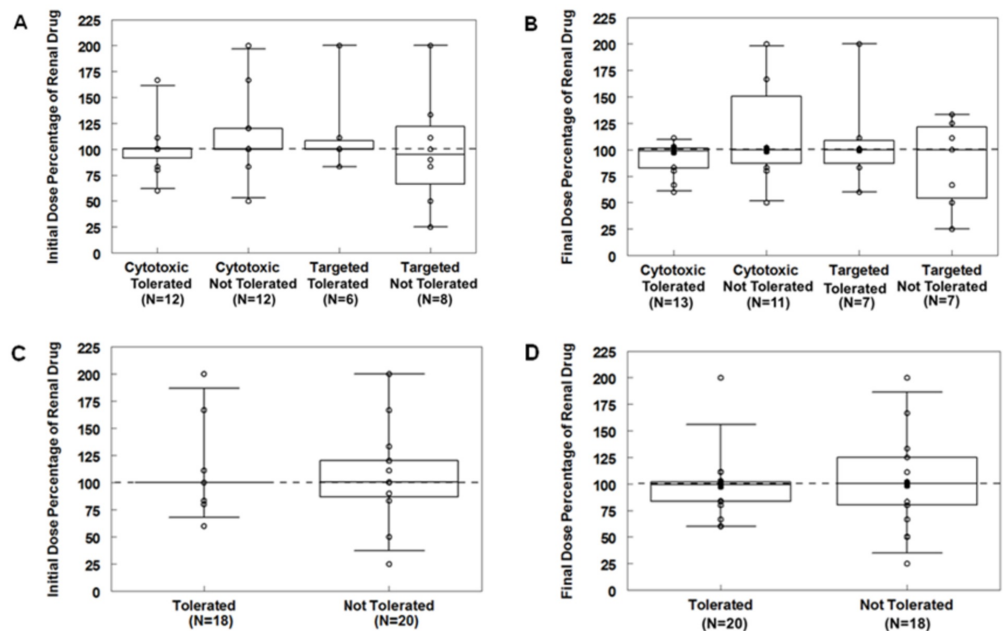 A
Initial Dose Percentage of Renal Drug
225
200
175
150
125
100
75
50
25
0
Cytotoxic Tolerated (N=12)
Cytotoxic Not Tolerated (N=12)
Targeted Tolerated (N=6)
Targeted Not Tolerated (N=8)
B
Final Dose Percentage of Renal Drug
225
200
175
150
125
100
75
50
25
0
Cytotoxic Tolerated (N=13)
Cytotoxic Not Tolerated (N=11)
Targeted Tolerated (N=7)
Targeted Not Tolerated (N=7)
C
Initial Dose Percentage of Renal Drug
225
200
175
150
125
100
75
50
25
0
Tolerated
(N=18)
Not Tolerated
(N=20)
D
Final Dose Percentage of Renal Drug
225
200
175
150
125
100
75
50
25
0
Tolerated
(N=20)
Not Tolerated
(N=18)